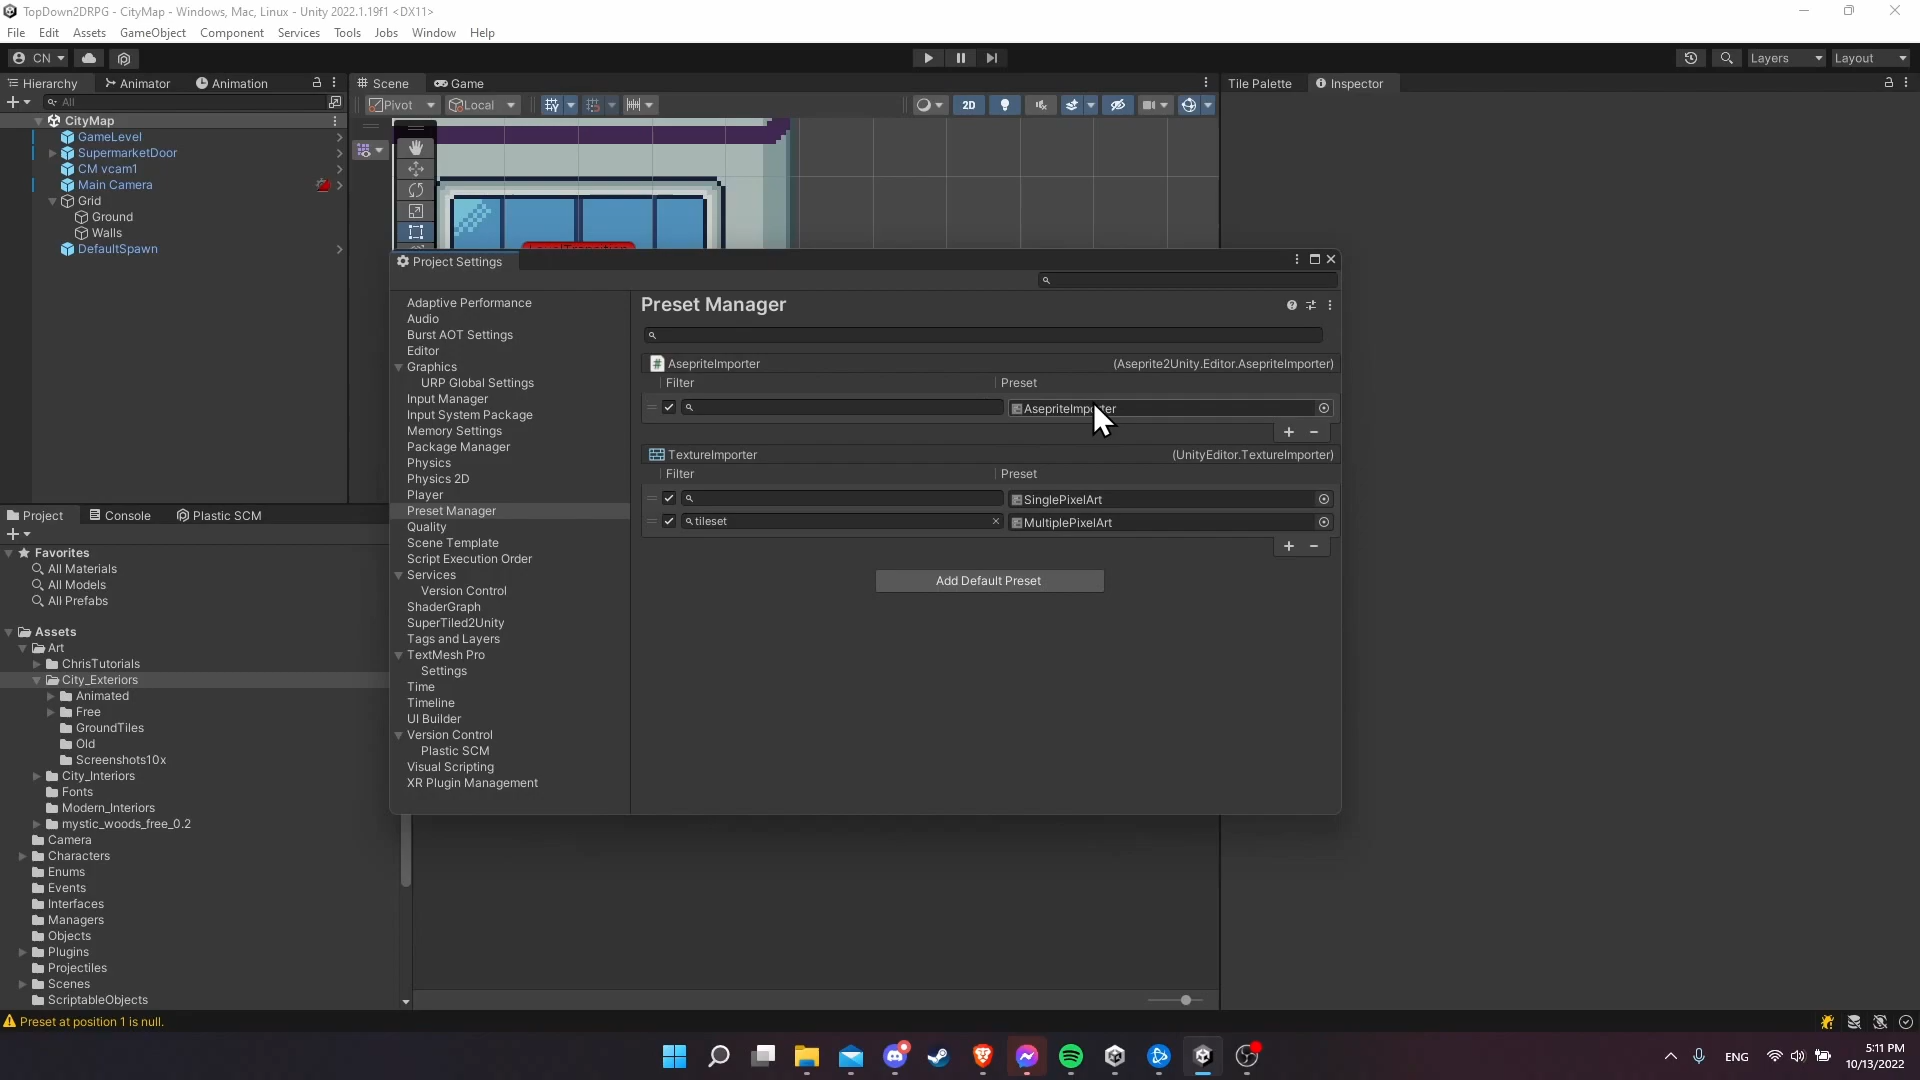 TopDown2DRPG - CityMap - Windows, Mac, Linux - Unity 2022.1.19f1 <DX11>
File Edit Assets GameObject Component Services Tools Jobs Window Help
CN Layers Layout
Hierarchy Animator Animation Scene Game Tile Palette Inspector
All Pivot Local 2D
CityMap
GameLevel
SupermarketDoor
CM vcam1
Main Camera
Grid
Ground
Walls
DefaultSpawn
Project Settings
Adaptive Performance
Audio
Burst AOT Settings
Editor
Graphics
URP Global Settings
Input Manager
Input System Package
Memory Settings
Package Manager
Physics
Physics 2D
Player
Preset Manager
Quality
Scene Template
Script Execution Order
Services
Version Control
ShaderGraph
SuperTiled2Unity
Tags and Layers
TextMesh Pro
Settings
Time
Timeline
UI Builder
Version Control
Plastic SCM
Visual Scripting
XR Plugin Management
Preset Manager
AsepriteImporter (Aseprite2Unity.Editor.AsepriteImporter)
Filter Preset
AsepriteImporter
TextureImporter (UnityEditor.TextureImporter)
Filter Preset
SinglePixelArt
tileset MultiplePixelArt
Add Default Preset
Project Console Plastic SCM
Favorites
All Materials
All Models
All Prefabs
Assets
Art
ChrisTutorials
City_Exteriors
Animated
Free
GroundTiles
Old
Screenshots10x
City_Interiors
Fonts
Modern_Interiors
mystic_woods_free_0.2
Camera
Characters
Enums
Events
Interfaces
Managers
Objects
Plugins
Projectiles
Scenes
ScriptableObjects
Preset at position 1 is null.
ENG
5:11 PM
10/13/2022